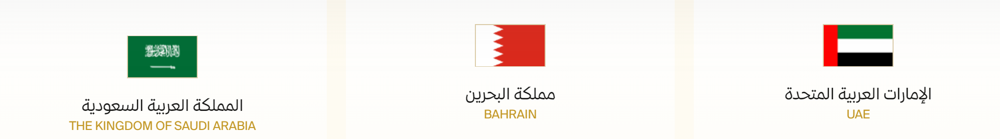 المملكة العربية السعودية
THE KINGDOM OF SAUDI ARABIA
مملكة البحرين
BAHRAIN
الإمارات العربية المتحدة
UAE